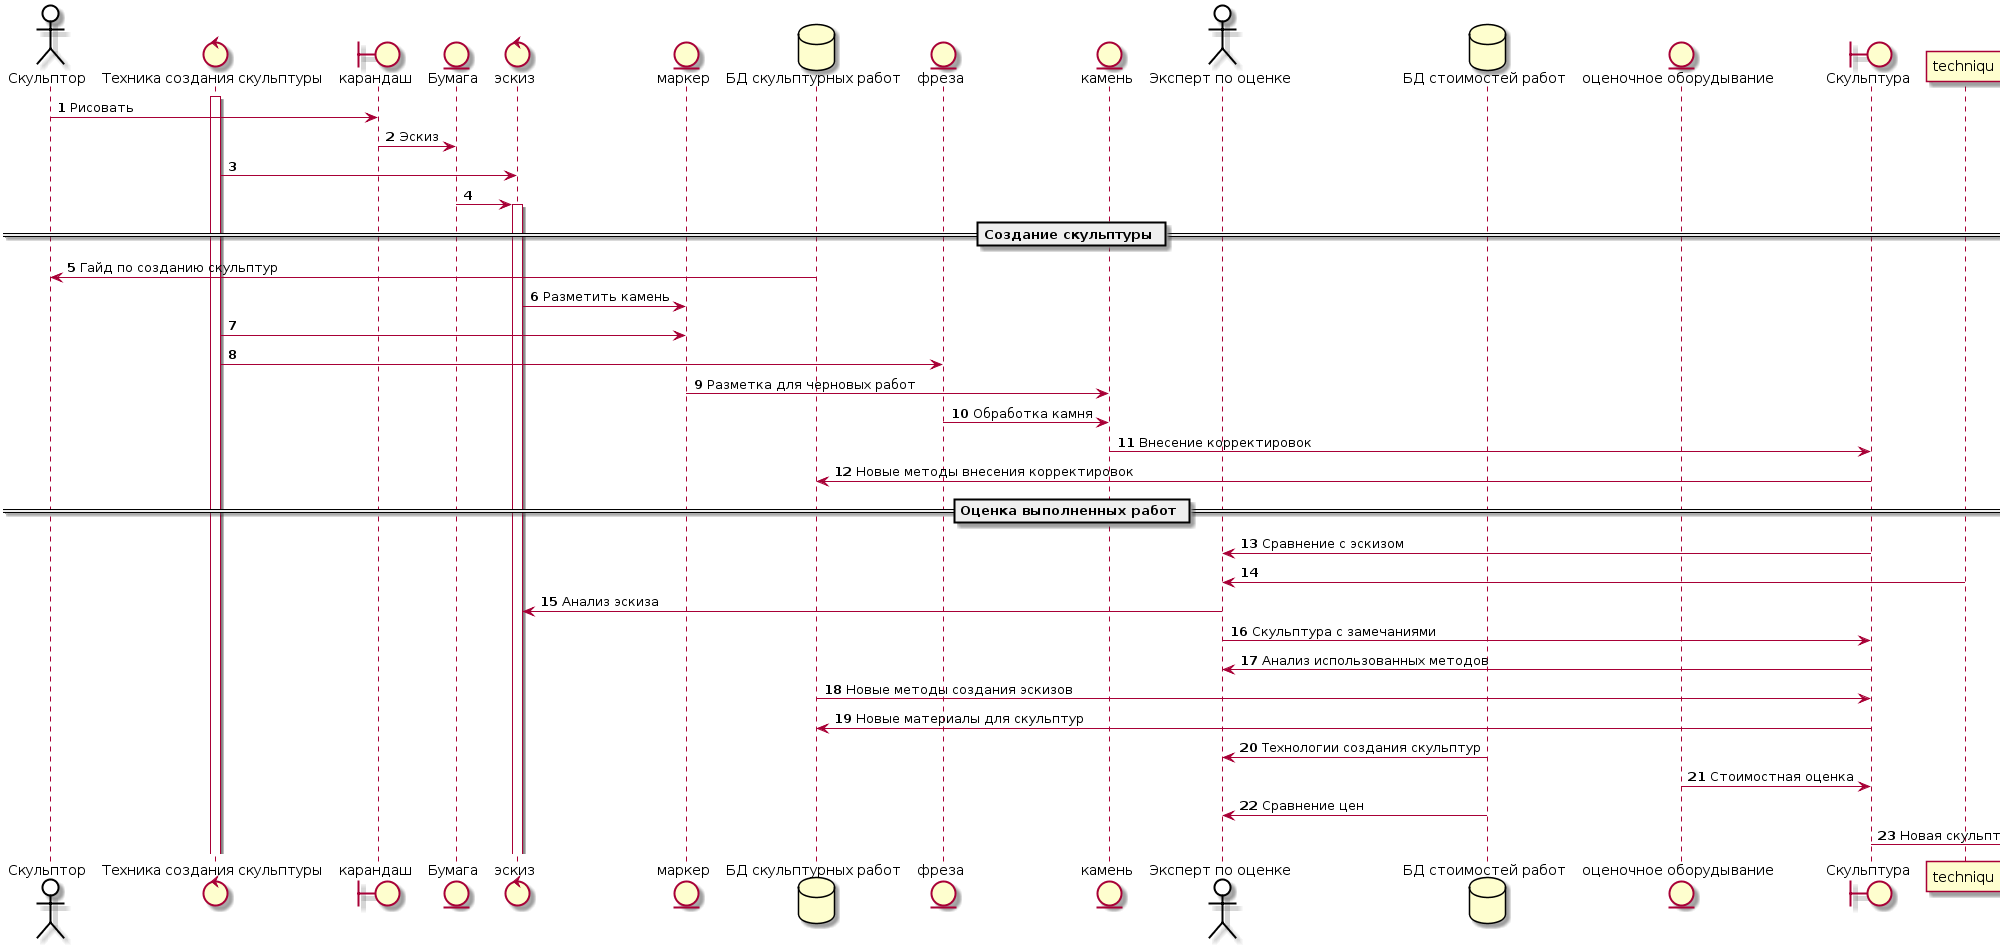 Скульптор
Техника создания скульптуры
карандаш
Бумага
эскиз
маркер
БД скульптурных работ
фреза
камень
Эксперт по оценке
БД стоимостей работ
оценочное оборудывание
Скульптура
techniqu
1 Рисовать
2 Эскиз
3
4
Создание скульптуры
5 Гайд по созданию скульптур
6 Разметить камень
7
8
9 Разметка для черновых работ
10 Обработка камня
11 Внесение корректировок
12 Новые методы внесения корректировок
Оценка выполненных работ
13 Сравнение с эскизом
14
15 Анализ эскиза
16 Скульптура с замечаниями
17 Анализ использованных методов
18 Новые методы создания эскизов
19 Новые материалы для скульптур
20 Технологии создания скульптур
21 Стоимостная оценка
22 Сравнение цен
23 Новая скульпт
Скульптор
Техника создания скульптуры
карандаш
Бумага
эскиз
маркер
БД скульптурных работ
фреза
камень
Эксперт по оценке
БД стоимостей работ
оценочное оборудывание
Скульптура
techniqu